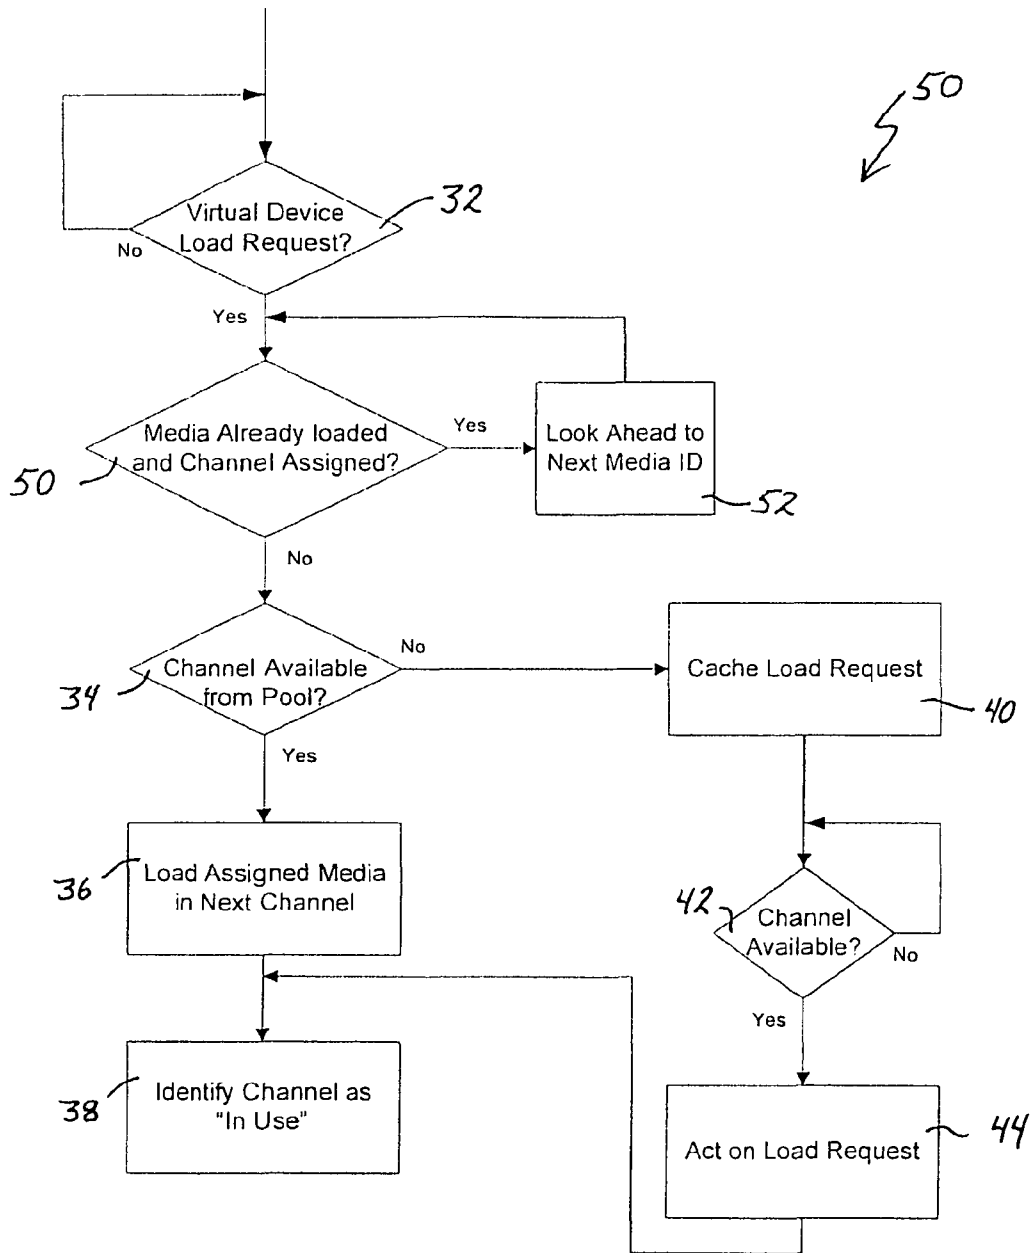 50
32
Virtual Device
Load Request?
No
Yes
Media Already loaded
and Channel Assigned?
Yes
Look Ahead to
Next Media ID
50
52
No
Channel Available
from Pool?
No
34
Cache Load Request
40
Yes
Load Assigned Media
in Next Channel
36
42
Channel
Available?
No
Yes
Identify Channel as
"In Use"
38
Act on Load Request
44